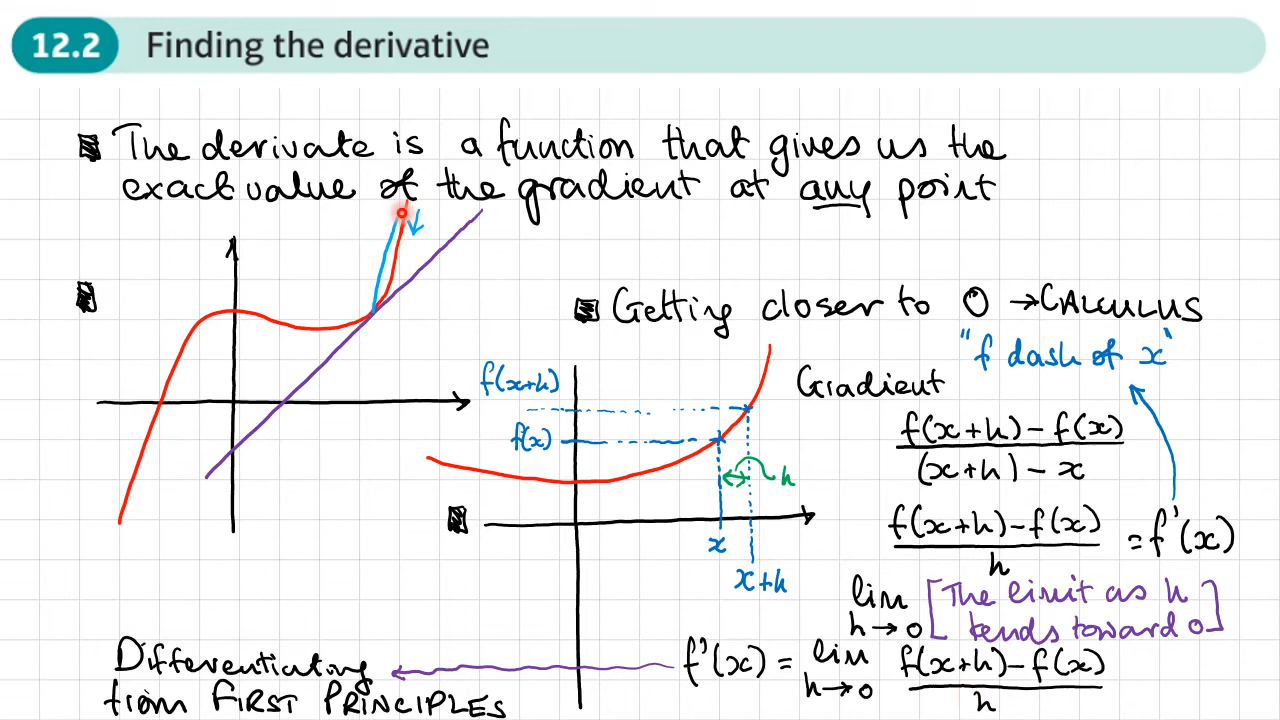 12.2 Finding the derivative
The derivate is a function that gives us the
exact value of the gradient at any point
Getting closer to 0 → CALCULUS
"f dash of x"
f(x+h)
f(x)
h
x
x+h
Gradient
f(x+h) - f(x)
(x+h) - x
f(x+h) - f(x)
h
= f'(x)
lim
h→0
[The limit as h
tends toward 0]
f'(x) = lim
h→0
f(x+h) - f(x)
h
Differentiating
from FIRST PRINCIPLES